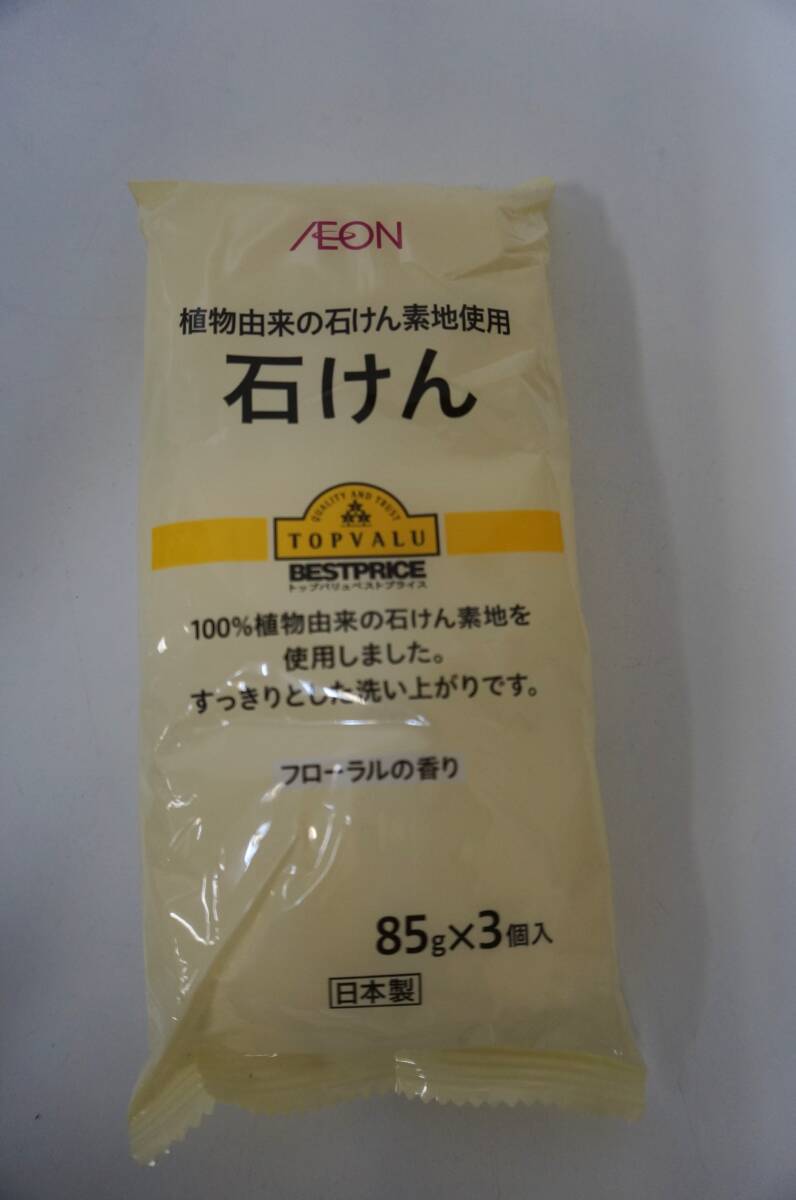 ÆON
植物由来の石けん素地使用
石けん
QUALITY AND TRUST
TOPVALU
BESTPRICE
トップバリュベストプライス
100%植物由来の石けん素地を
使用しました。
すっきりとした洗い上がりです。
フローラルの香り
85g×3個入
日本製